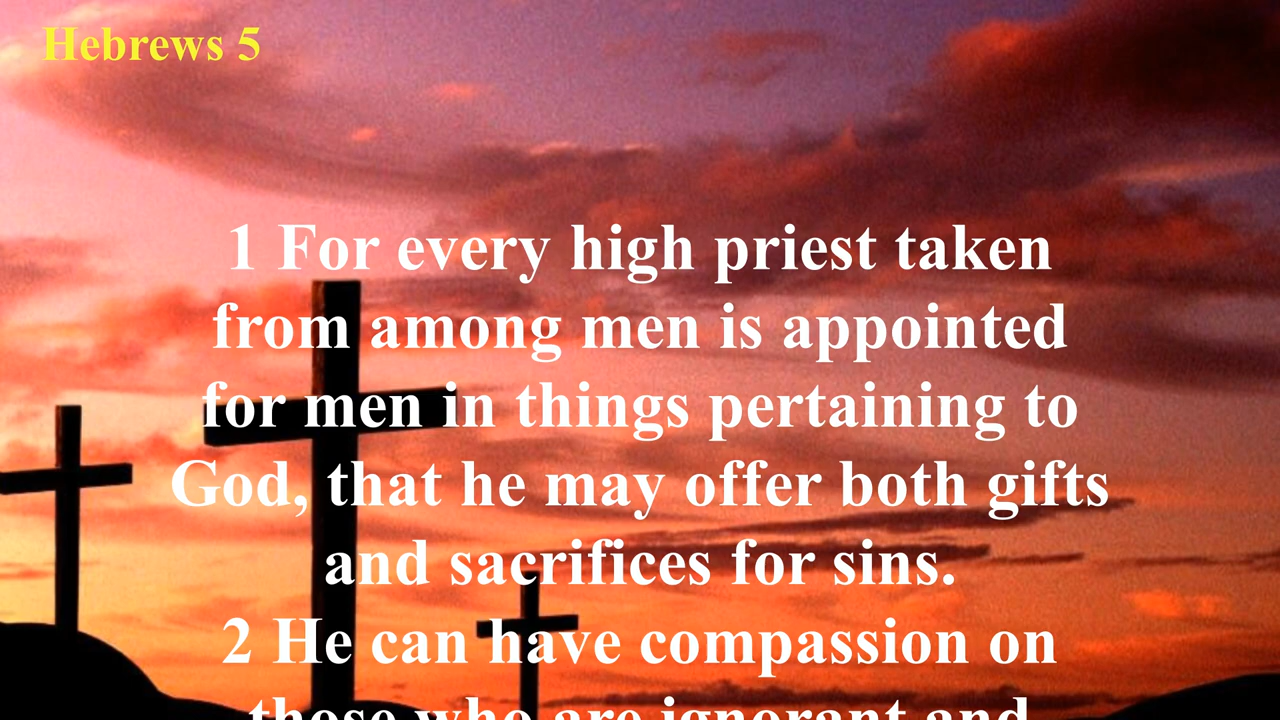 Hebrews 5
1 For every high priest taken
from among men is appointed
for men in things pertaining to
God, that he may offer both gifts
and sacrifices for sins.
2 He can have compassion on
those who are ignorant and